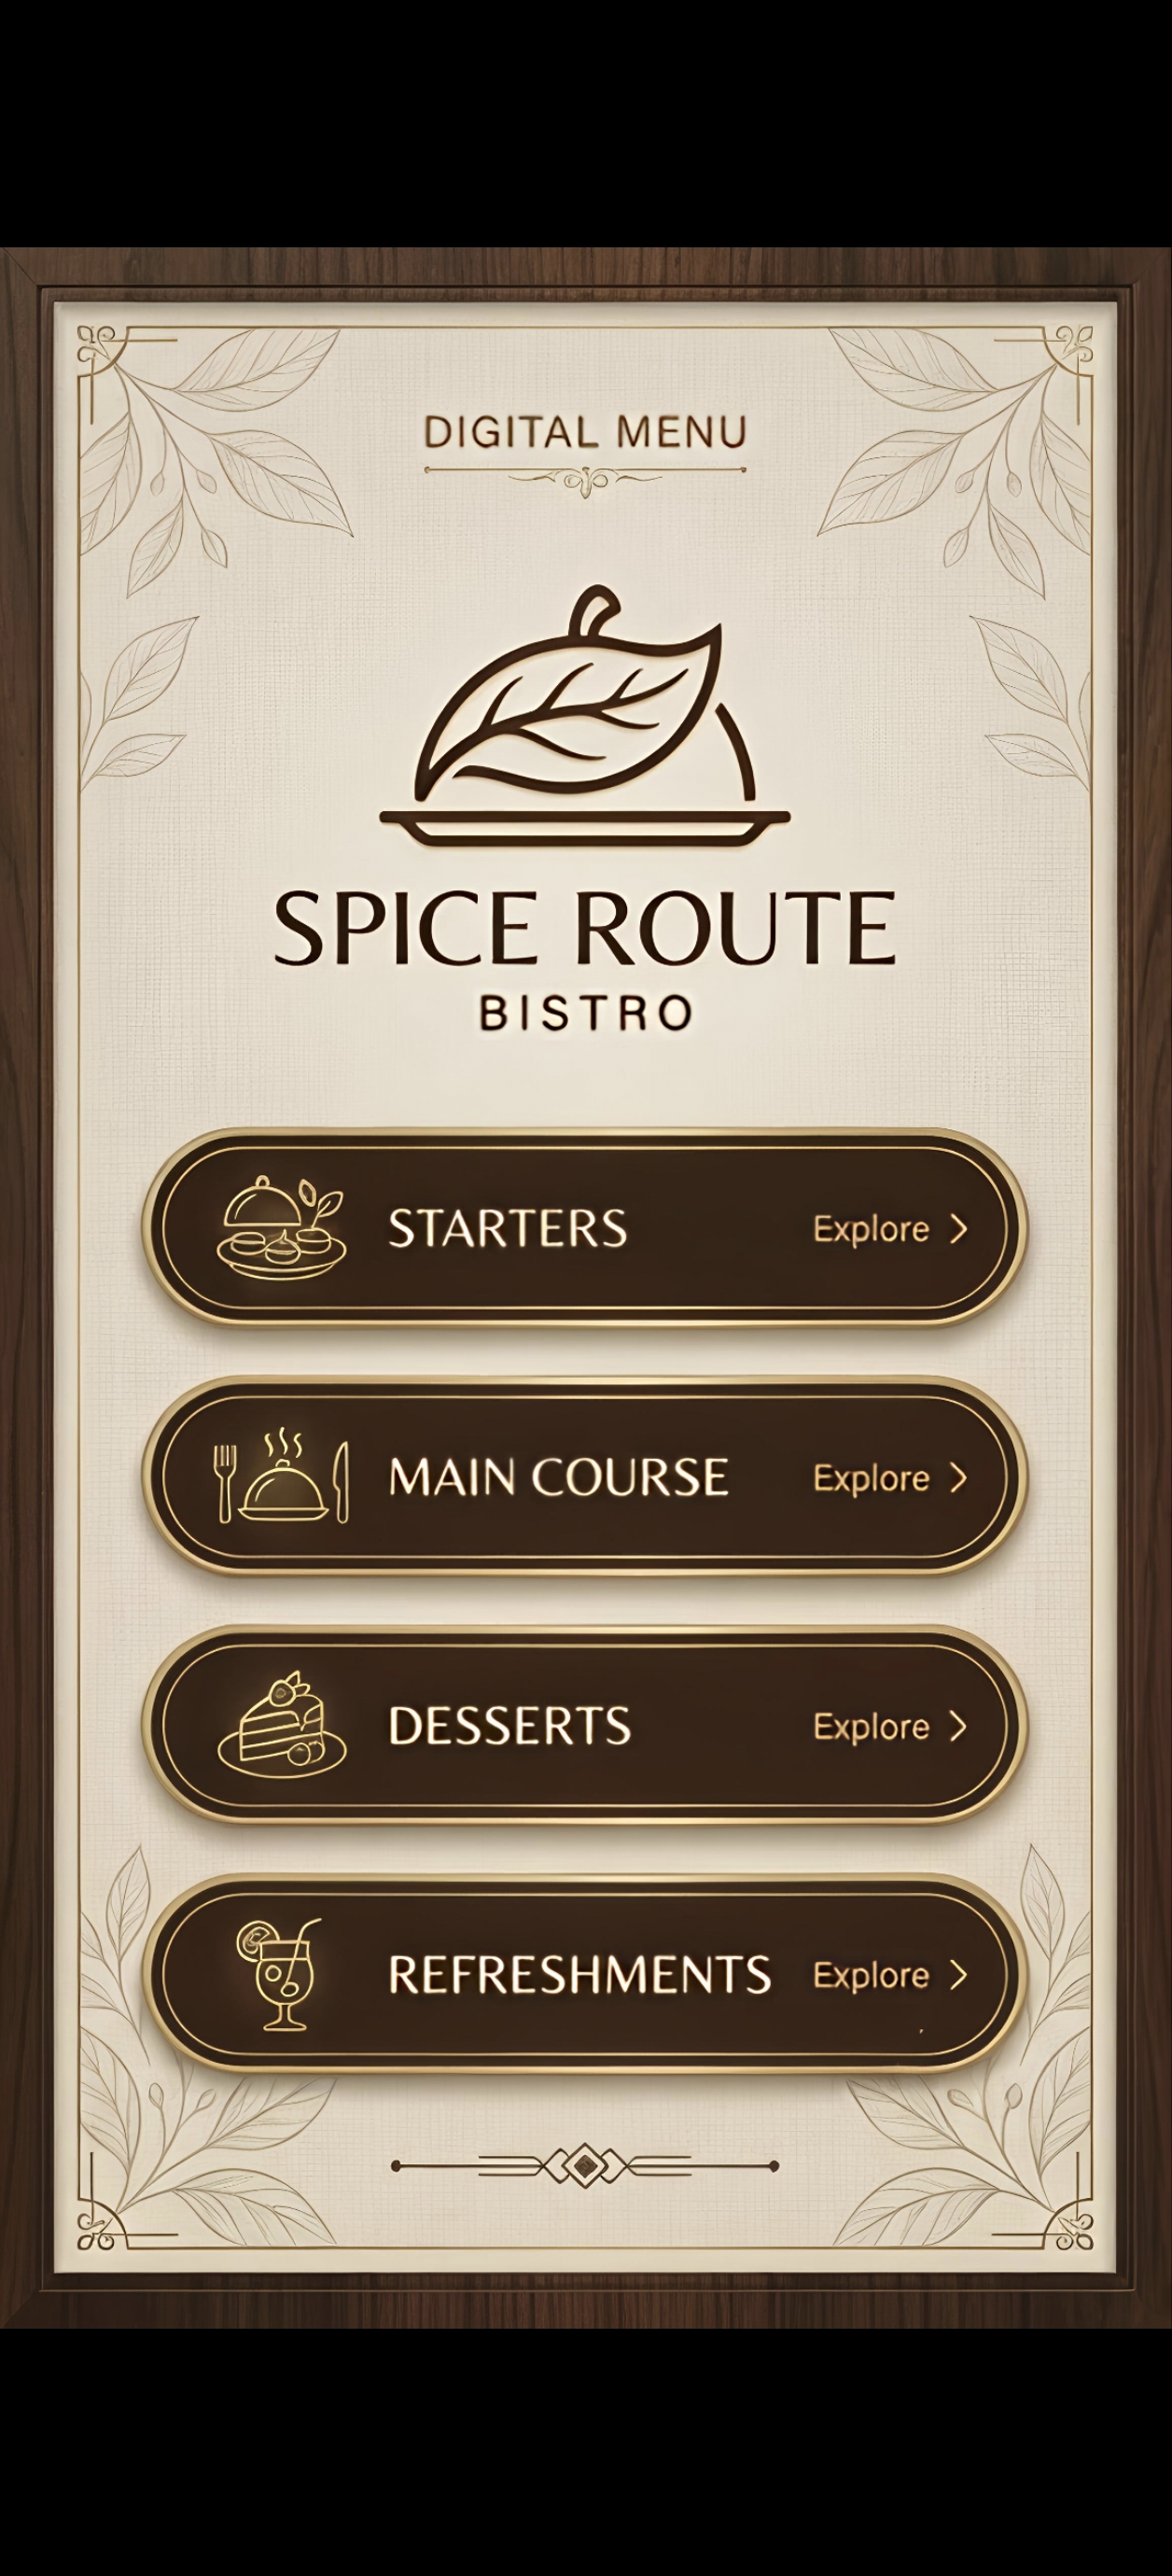 DIGITAL MENU
SPICE ROUTE
BISTRO
STARTERS Explore >
MAIN COURSE Explore >
DESSERTS Explore >
REFRESHMENTS Explore >